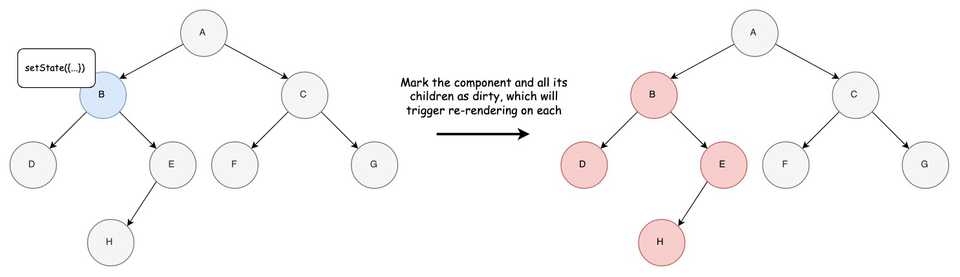 A
setState({...})
B
C
D
E
F
G
H
Mark the component and all its
children as dirty, which will
trigger re-rendering on each
A
B
C
D
E
F
G
H